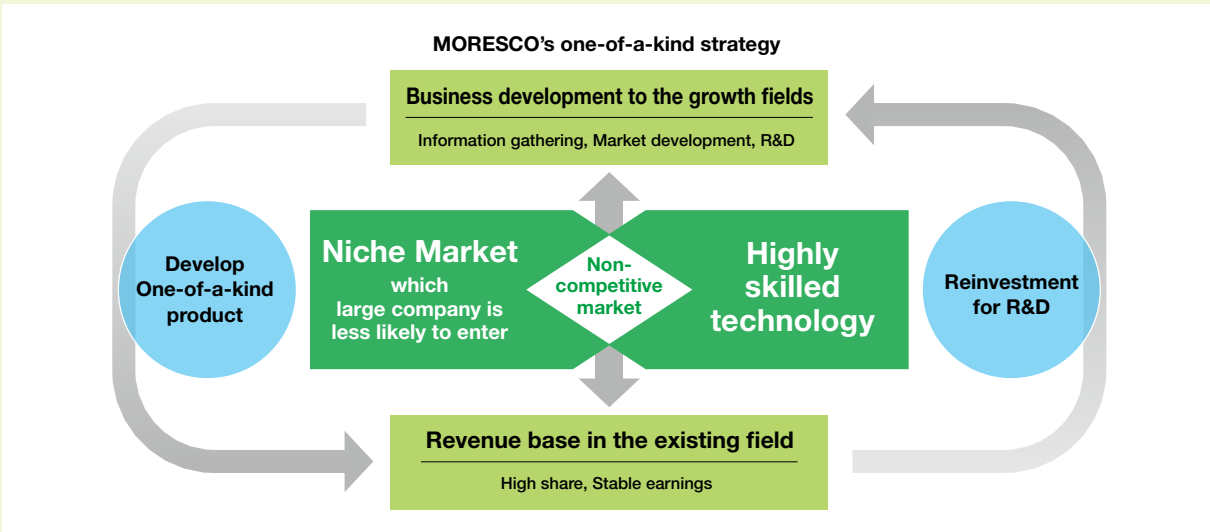 MORESCO’s one-of-a-kind strategy
Business development to the growth fields
Information gathering, Market development, R&D
Develop
One-of-a-kind
product
Niche Market
which
large company is
less likely to enter
Non-
competitive
market
Highly
skilled
technology
Reinvestment
for R&D
Revenue base in the existing field
High share, Stable earnings